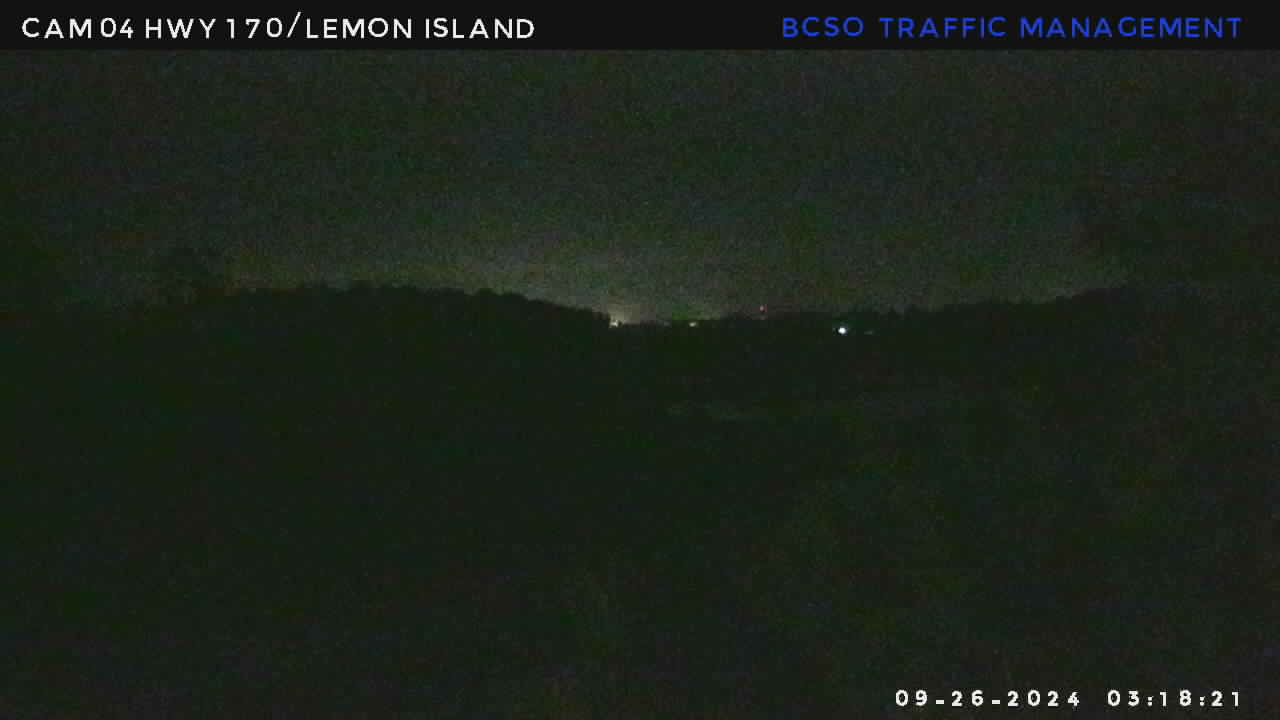 CAM04 HWY 170/LEMON ISLAND
BCSO TRAFFIC MANAGEMENT
09-26-2024 03:18:21